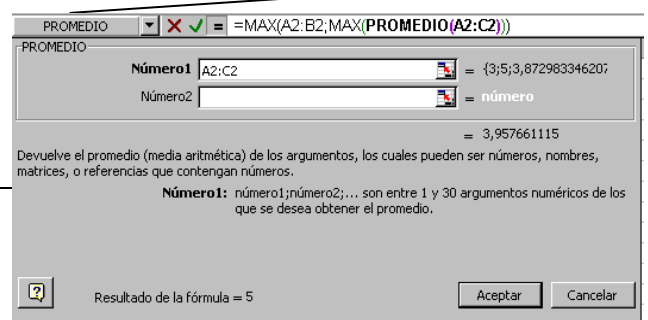 PROMEDIO =MAX(A2:B2;MAX(PROMEDIO(A2:C2)))
PROMEDIO
Número1 A2:C2 = {3;5;3,872983346207
Número2 = número
= 3,957661115
Devuelve el promedio (media aritmética) de los argumentos, los cuales pueden ser números, nombres,
matrices, o referencias que contengan números.
Número1: número1;número2;... son entre 1 y 30 argumentos numéricos de los
que se desea obtener el promedio.
Resultado de la fórmula = 5 Aceptar Cancelar